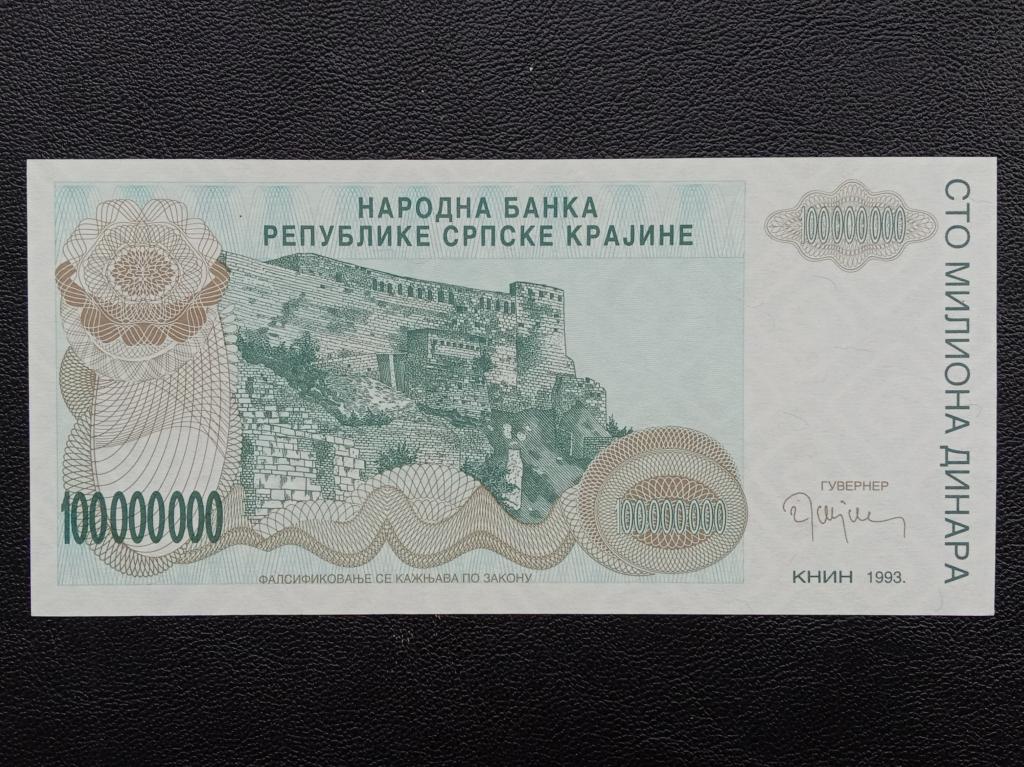 НАРОДНА БАНКА
РЕПУБЛИКЕ СРПСКЕ КРАЈИНЕ
100000000
СТО МИЛИОНА ДИНАРА
100000000
100000000
ГУВЕРНЕР
КНИН 1993.
ФАЛСИФИКОВАЊЕ СЕ КАЖЊАВА ПО ЗАКОНУ